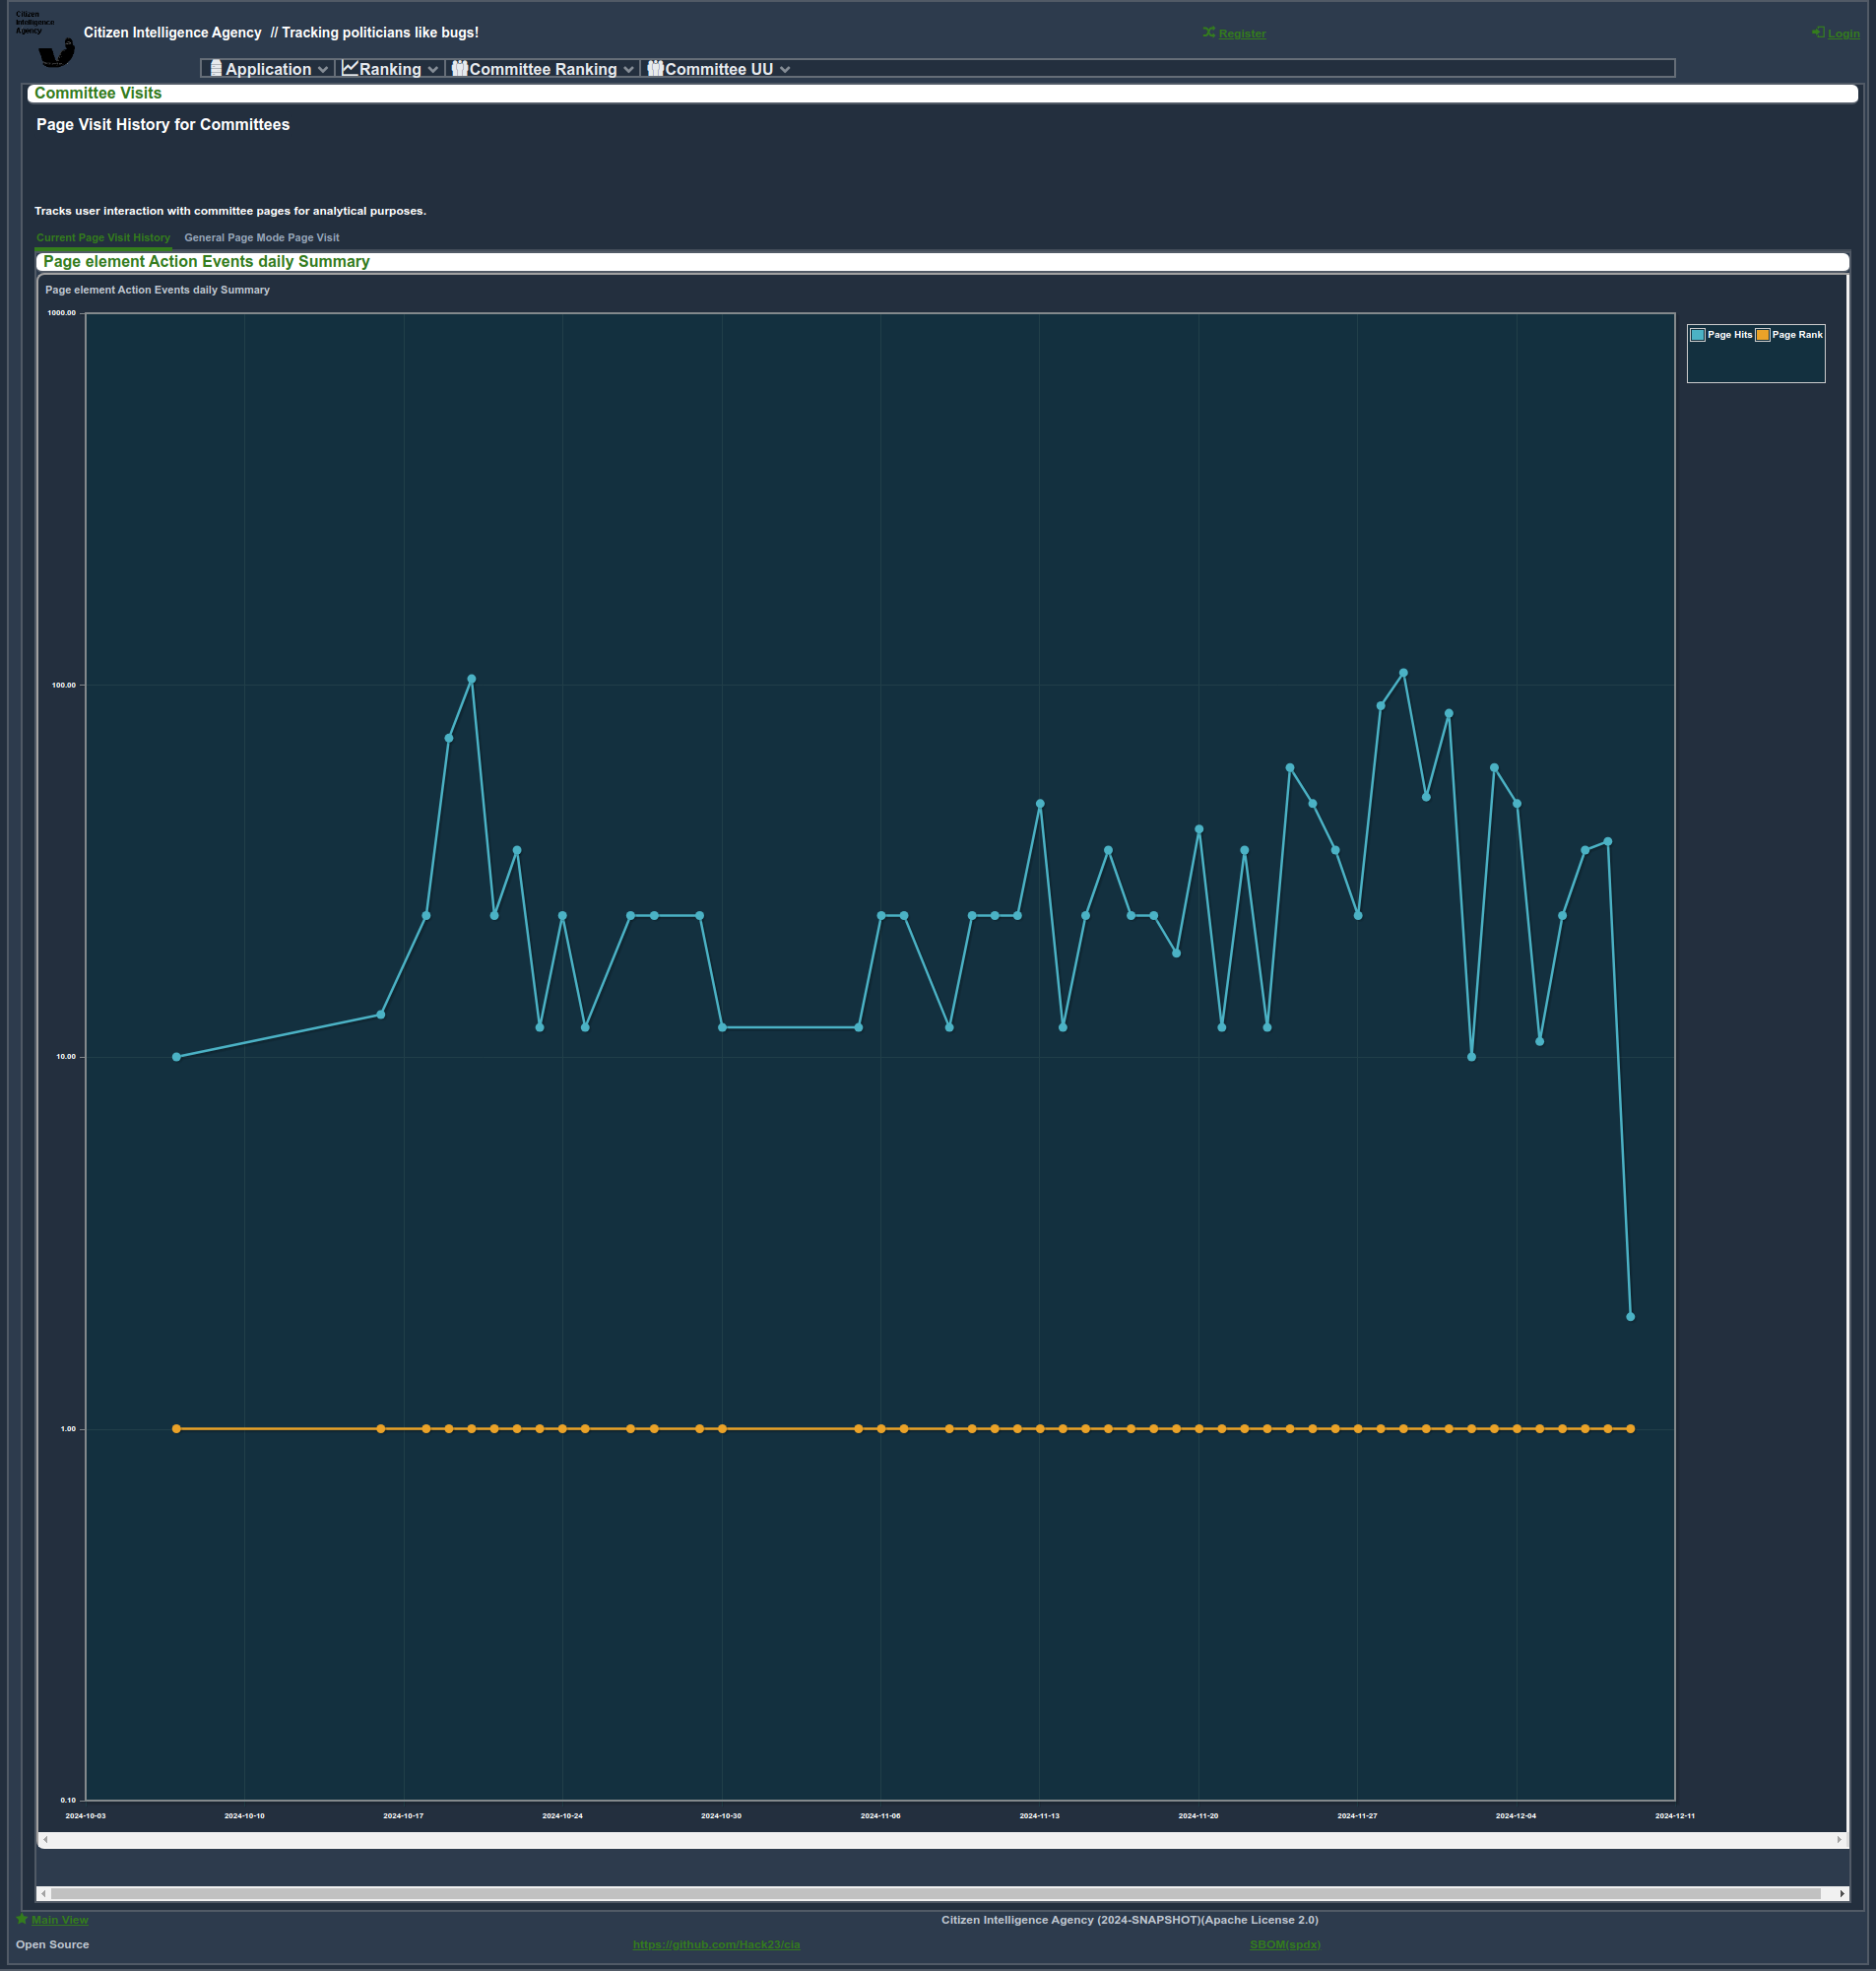 Citizen
Intelligence
Agency
Citizen Intelligence Agency // Tracking politicians like bugs!
Register
Login
Application
Ranking
Committee Ranking
Committee UU
Committee Visits
Page Visit History for Committees
Tracks user interaction with committee pages for analytical purposes.
Current Page Visit History
General Page Mode Page Visit
Page element Action Events daily Summary
Page element Action Events daily Summary
1000.00
100.00
10.00
1.00
0.10
Page Hits
Page Rank
2024-10-03
2024-10-10
2024-10-17
2024-10-24
2024-10-30
2024-11-06
2024-11-13
2024-11-20
2024-11-27
2024-12-04
2024-12-11
Main View
Citizen Intelligence Agency (2024-SNAPSHOT)(Apache License 2.0)
Open Source
https://github.com/Hack23/cia
SBOM(spdx)